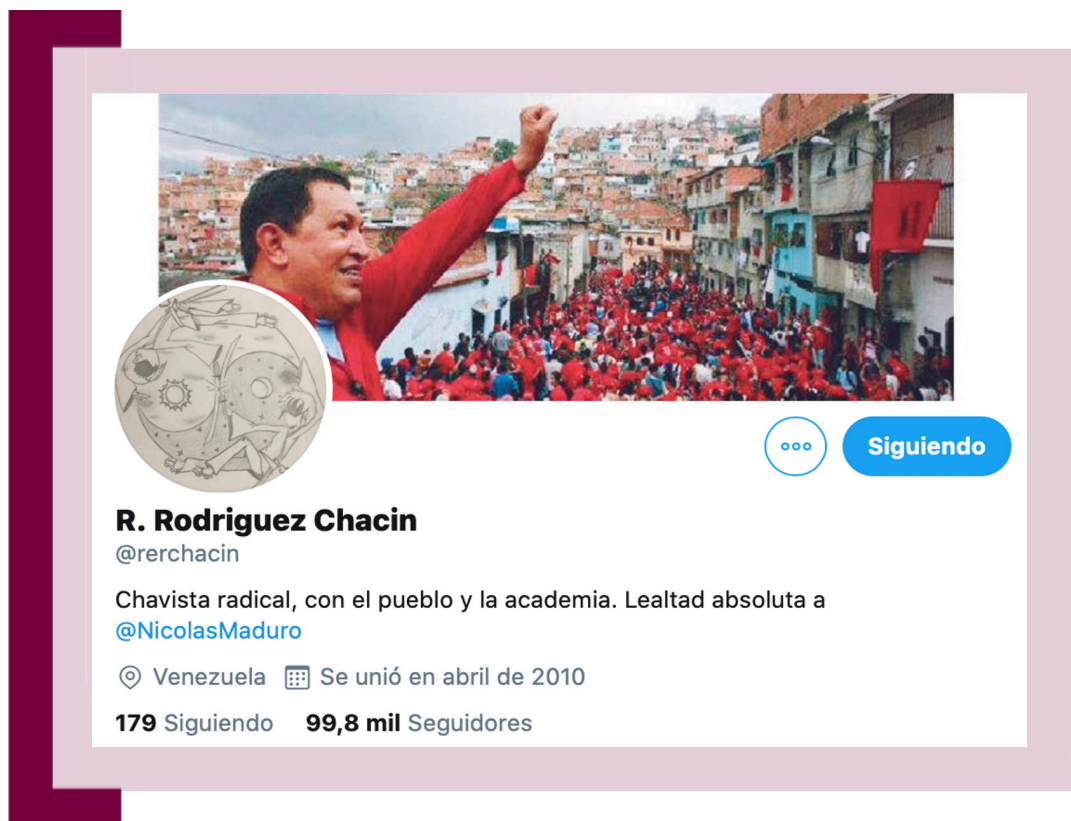 Siguiendo
R. Rodriguez Chacin
@rerchacin
Chavista radical, con el pueblo y la academia. Lealtad absoluta a
@NicolasMaduro
Venezuela Se unió en abril de 2010
179 Siguiendo 99,8 mil Seguidores